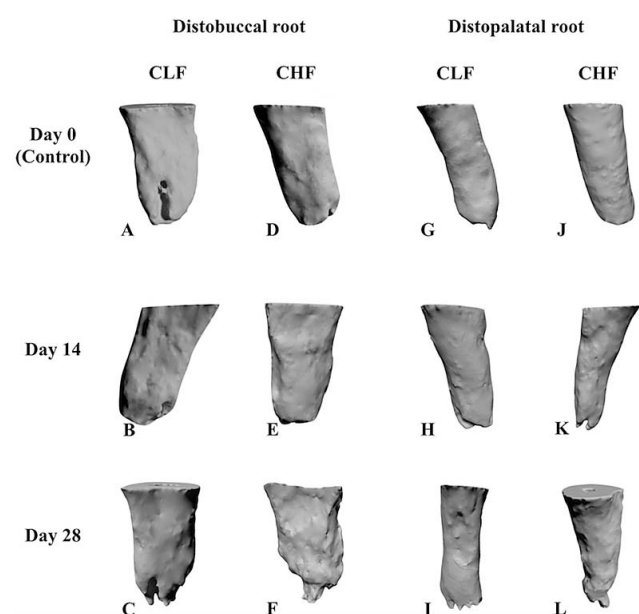 Distobuccal root Distopalatal root
CLF CHF CLF CHF
Day 0
(Control)
A D G J
Day 14
B E H K
Day 28
C F I L